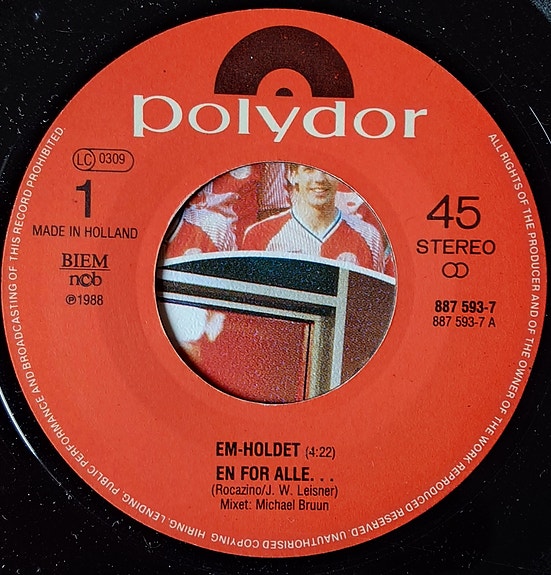 polydor
LC 0309
1
MADE IN HOLLAND
BIEM
ncb
℗1988
45
STEREO
887 593-7
887 593-7 A
EM-HOLDET (4:22)
EN FOR ALLE...
(Rocazino/J. W. Leisner)
Mixet: Michael Bruun
ALL RIGHTS OF THE PRODUCER AND OF THE OWNER OF THE WORK REPRODUCED RESERVED. UNAUTHORISED COPYING, HIRING, LENDING, PUBLIC PERFORMANCE AND BROADCASTING OF THIS RECORD PROHIBITED.